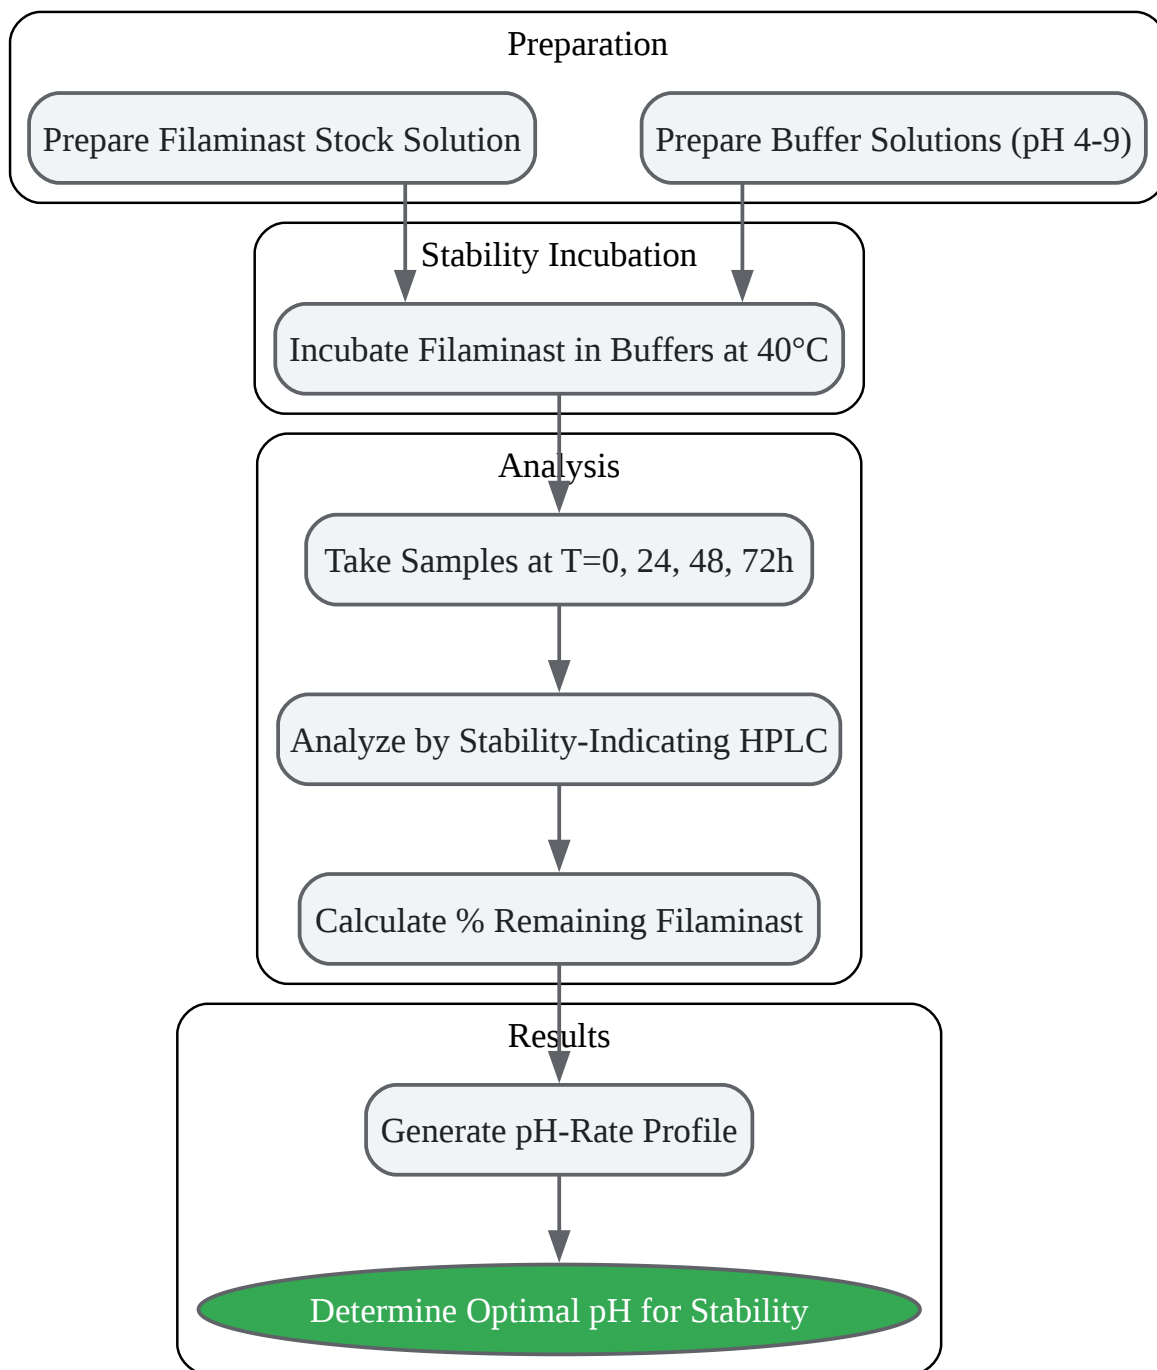 Preparation
Prepare Filaminast Stock Solution
Prepare Buffer Solutions (pH 4-9)
Stability Incubation
Incubate Filaminast in Buffers at 40°C
Analysis
Take Samples at T=0, 24, 48, 72h
Analyze by Stability-Indicating HPLC
Calculate % Remaining Filaminast
Results
Generate pH-Rate Profile
Determine Optimal pH for Stability